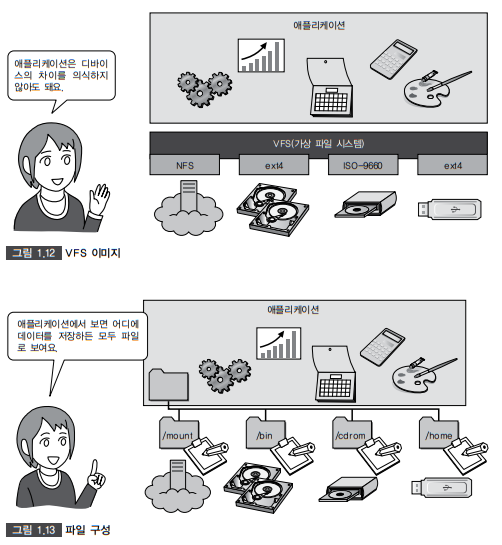 애플리케이션
애플리케이션은 디바이
스의 차이를 의식하지
않아도 돼요.
VFS(가상 파일 시스템)
NFS
ext4
ISO-9660
ext4
그림 1.12 VFS 이미지
애플리케이션
애플리케이션에서 보면 어디에
데이터를 저장하든 모두 파일
로 보여요.
/mount
/bin
/cdrom
/home
그림 1.13 파일 구성